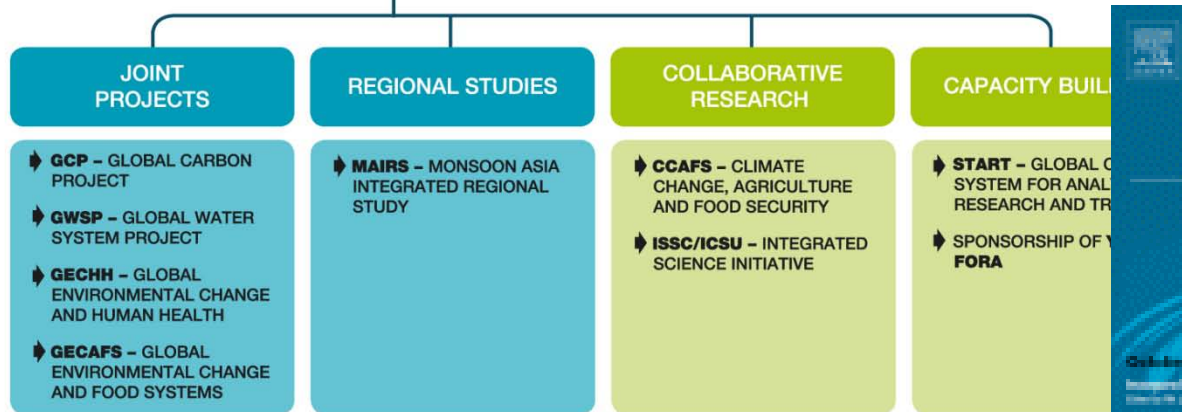 JOINT
PROJECTS
GCP – GLOBAL CARBON
PROJECT
GWSP – GLOBAL WATER
SYSTEM PROJECT
GECHH – GLOBAL
ENVIRONMENTAL CHANGE
AND HUMAN HEALTH
GECAFS – GLOBAL
ENVIRONMENTAL CHANGE
AND FOOD SYSTEMS
REGIONAL STUDIES
MAIRS – MONSOON ASIA
INTEGRATED REGIONAL
STUDY
COLLABORATIVE
RESEARCH
CCAFS – CLIMATE
CHANGE, AGRICULTURE
AND FOOD SECURITY
ISSC/ICSU – INTEGRATED
SCIENCE INITIATIVE
CAPACITY BUIL
START – GLOBAL C
SYSTEM FOR ANAL
RESEARCH AND TR
SPONSORSHIP OF Y
FORA